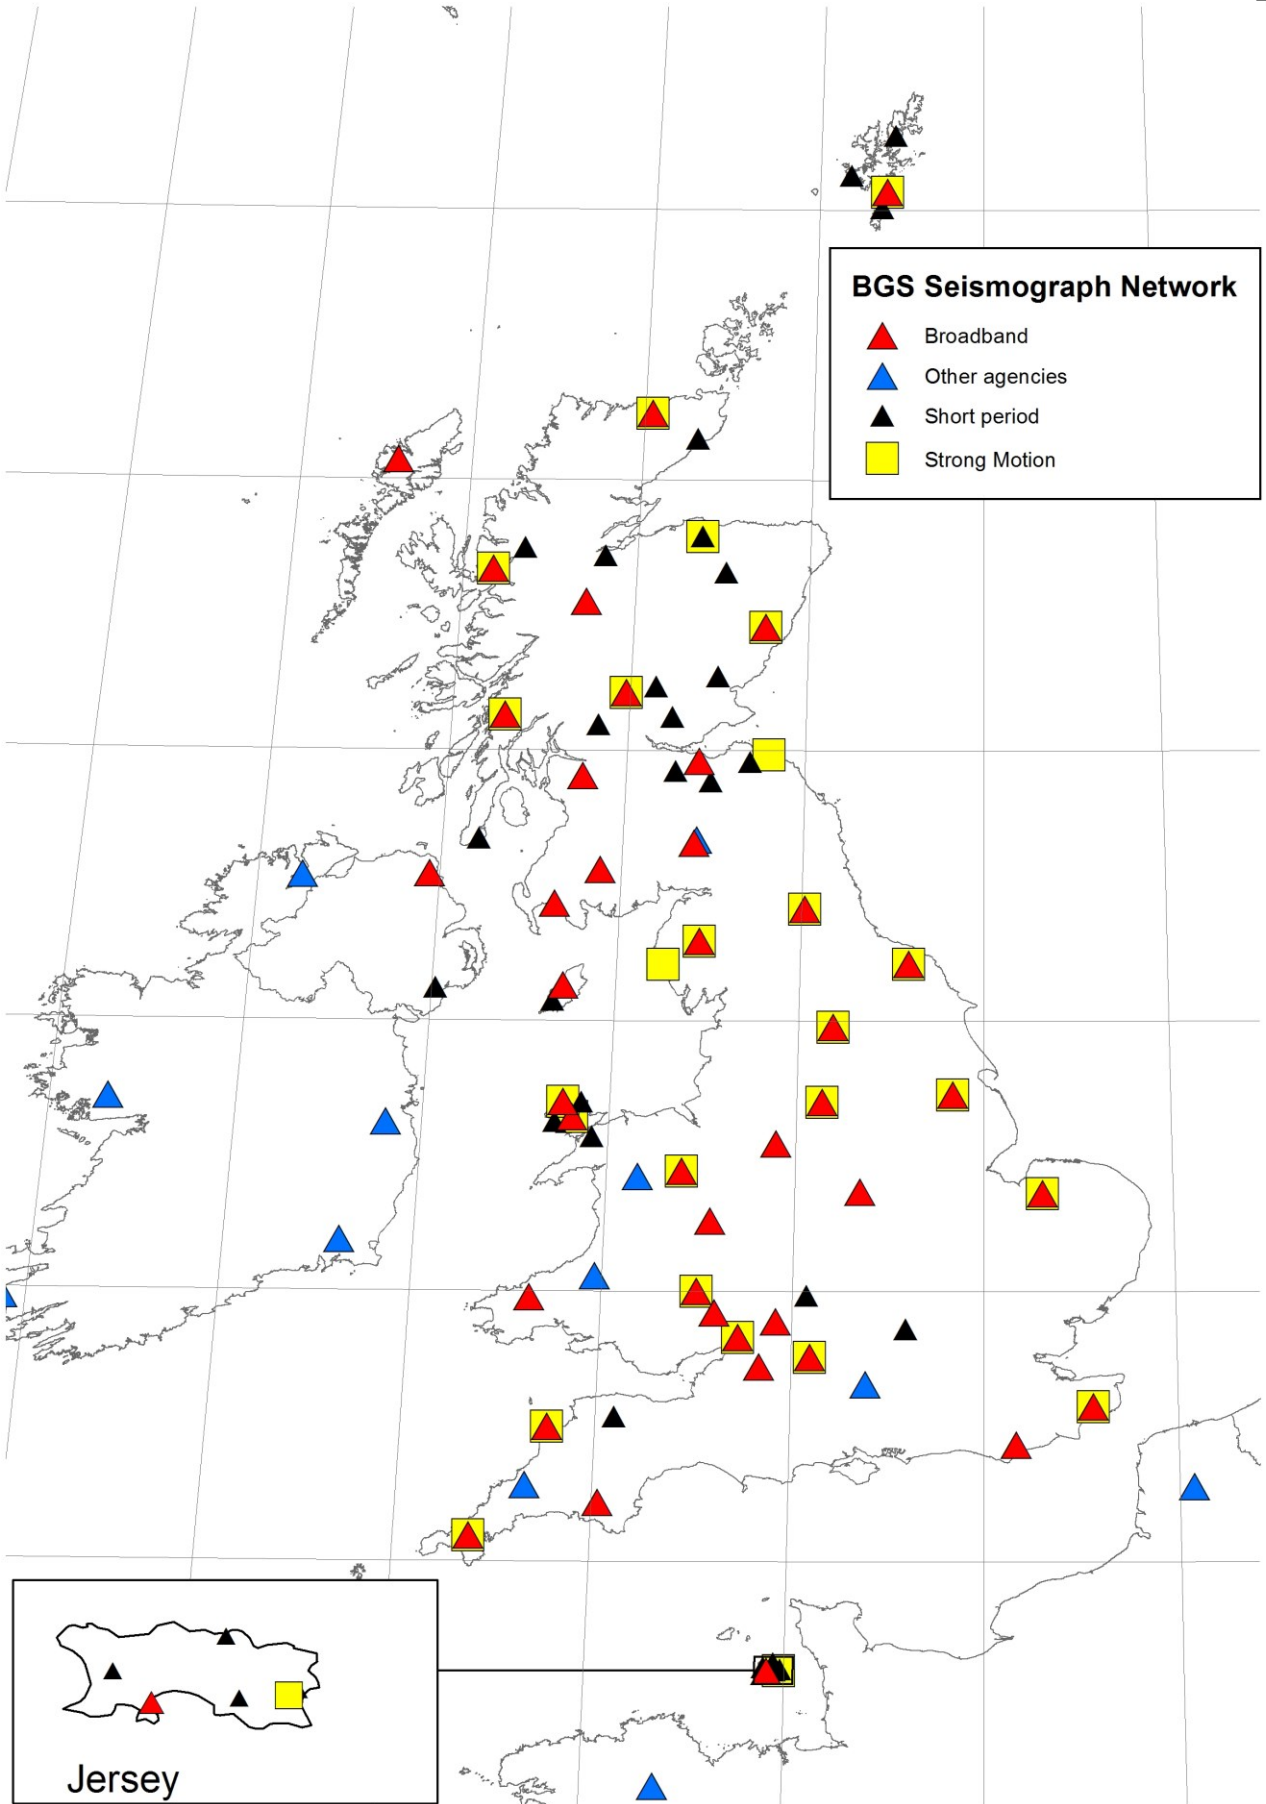 BGS Seismograph Network
Broadband
Other agencies
Short period
Strong Motion
Jersey